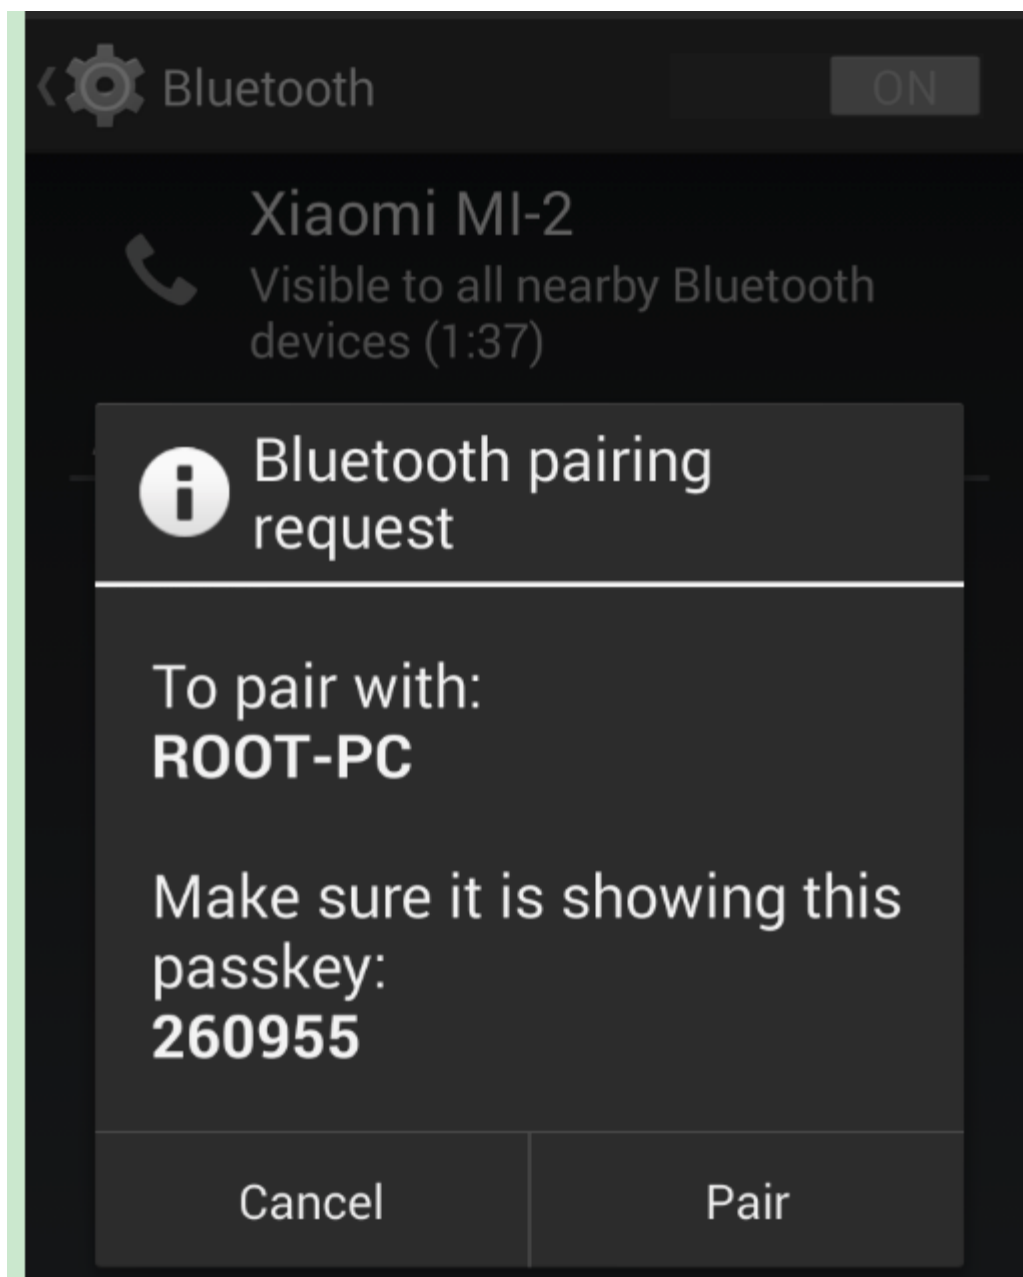 Bluetooth
ON
Xiaomi MI-2
Visible to all nearby Bluetooth
devices (1:37)
Bluetooth pairing
request
To pair with:
ROOT-PC
Make sure it is showing this
passkey:
260955
Cancel
Pair